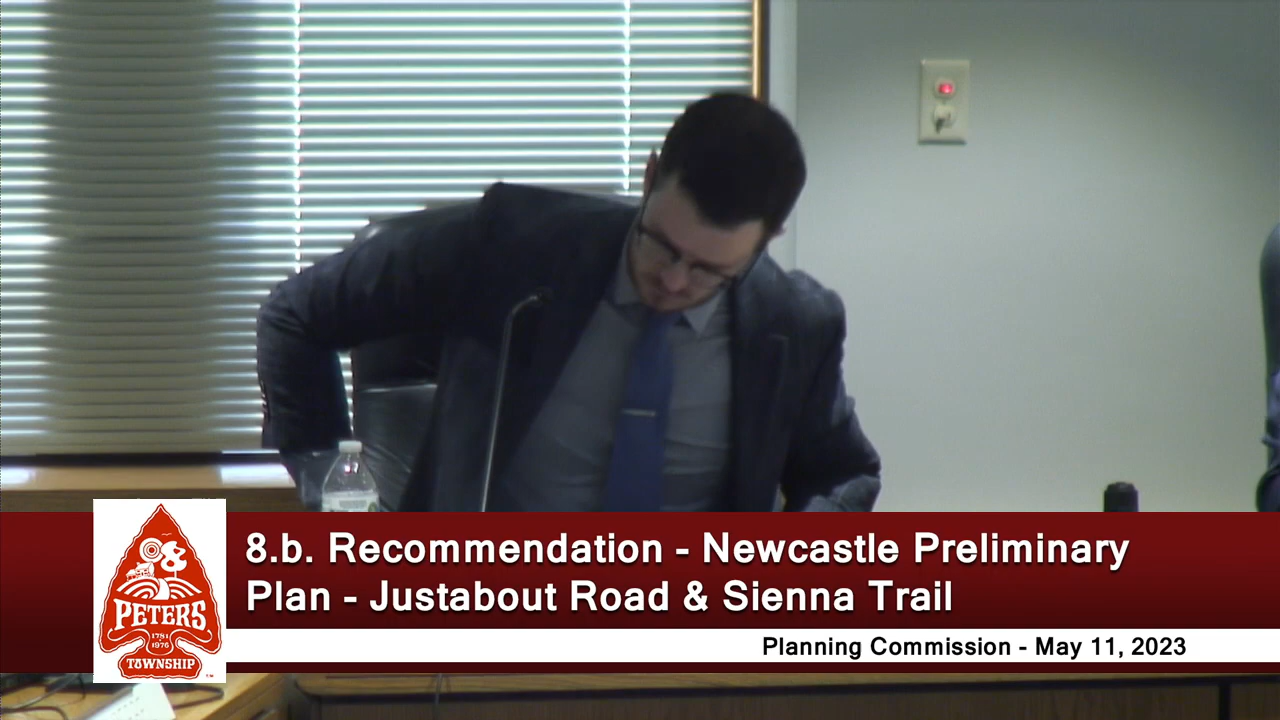 8.b. Recommendation - Newcastle Preliminary
Plan - Justabout Road & Sienna Trail
Planning Commission - May 11, 2023
PETERS
1781
1976
TOWNSHIP